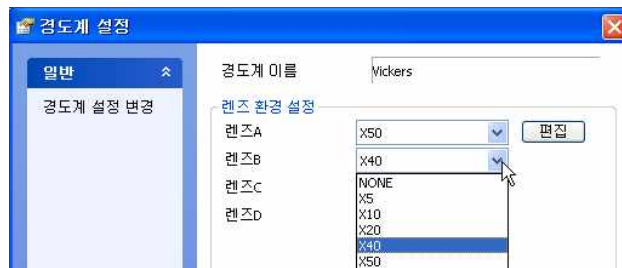 경도계 설정
일반
경도계 설정 변경
경도계 이름 Vickers
렌즈 환경 설정
렌즈A X50 편집
렌즈B X40
렌즈C
렌즈D
NONE
X5
X10
X20
X40
X50